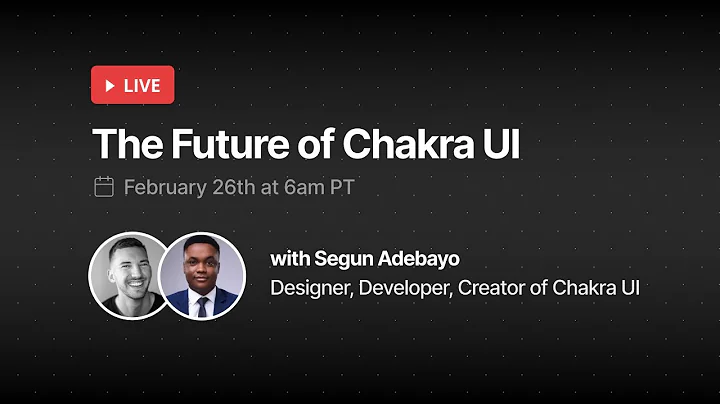 LIVE
The Future of Chakra UI
February 26th at 6am PT
with Segun Adebayo
Designer, Developer, Creator of Chakra UI